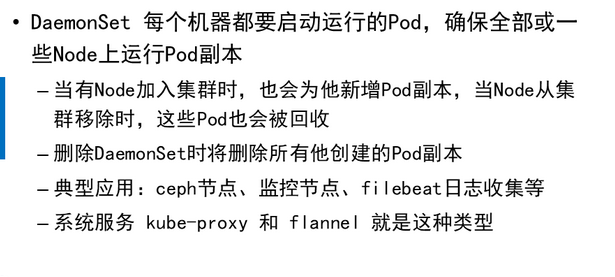 • DaemonSet 每个机器都要启动运行的Pod，确保全部或一
些Node上运行Pod副本
– 当有Node加入集群时，也会为他新增Pod副本，当Node从集
群移除时，这些Pod也会被回收
– 删除DaemonSet时将删除所有他创建的Pod副本
– 典型应用：ceph节点、监控节点、filebeat日志收集等
– 系统服务 kube-proxy 和 flannel 就是这种类型